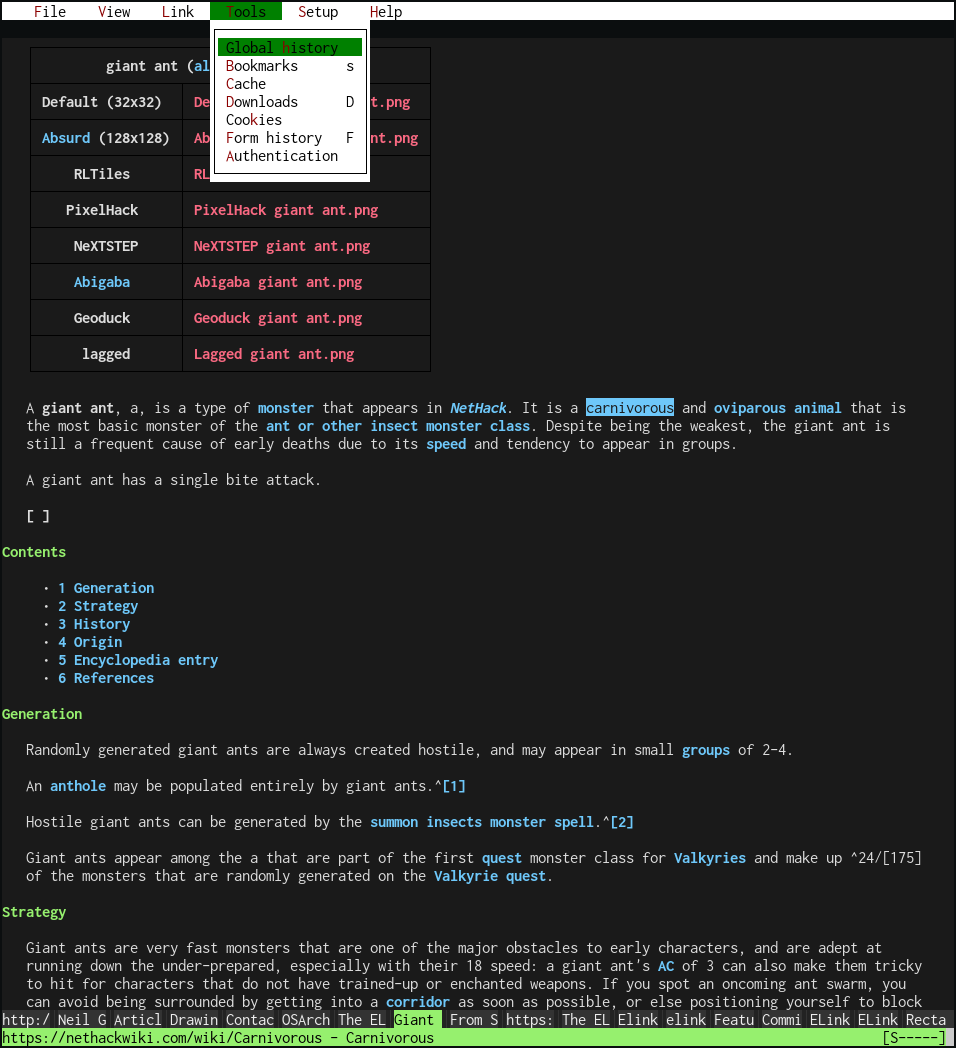 File View Link Tools Setup Help
Global history
Bookmarks s
Cache
Downloads D
Cookies
Form history F
Authentication
giant ant (al
Default (32x32) De t.png
Absurd (128x128) Ab nt.png
RLTiles RL
PixelHack PixelHack giant ant.png
NeXTSTEP NeXTSTEP giant ant.png
Abigaba Abigaba giant ant.png
Geoduck Geoduck giant ant.png
lagged Lagged giant ant.png
A giant ant, a, is a type of monster that appears in NetHack. It is a carnivorous and oviparous animal that is
the most basic monster of the ant or other insect monster class. Despite being the weakest, the giant ant is
still a frequent cause of early deaths due to its speed and tendency to appear in groups.
A giant ant has a single bite attack.
[ ]
Contents
· 1 Generation
· 2 Strategy
· 3 History
· 4 Origin
· 5 Encyclopedia entry
· 6 References
Generation
Randomly generated giant ants are always created hostile, and may appear in small groups of 2–4.
An anthole may be populated entirely by giant ants.^[1]
Hostile giant ants can be generated by the summon insects monster spell.^[2]
Giant ants appear among the a that are part of the first quest monster class for Valkyries and make up ^24/[175]
of the monsters that are randomly generated on the Valkyrie quest.
Strategy
Giant ants are very fast monsters that are one of the major obstacles to early characters, and are adept at
running down the under-prepared, especially with their 18 speed: a giant ant's AC of 3 can also make them tricky
to hit for characters that do not have trained-up or enchanted weapons. If you spot an oncoming ant swarm, you
can avoid being surrounded by getting into a corridor as soon as possible, or else positioning yourself to block
http:/ Neil G Articl Drawin Contac OSArch The EL Giant From S https: The EL Elink elink Featu Commi ELink ELink Recta
https://nethackwiki.com/wiki/Carnivorous - Carnivorous [S-----]